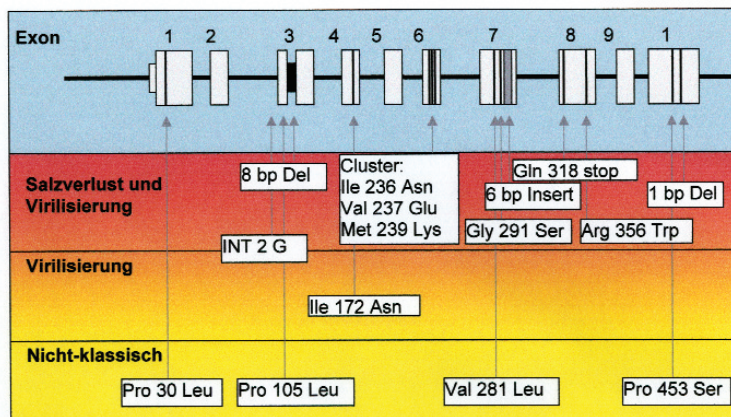 Exon 1 2 3 4 5 6 7 8 9 1
8 bp Del
Cluster:
Ile 236 Asn
Val 237 Glu
Met 239 Lys
Gln 318 stop
Salzverlust und
Virilisierung
6 bp Insert
1 bp Del
INT 2 G
Gly 291 Ser
Arg 356 Trp
Virilisierung
Ile 172 Asn
Nicht-klassisch
Pro 30 Leu
Pro 105 Leu
Val 281 Leu
Pro 453 Ser